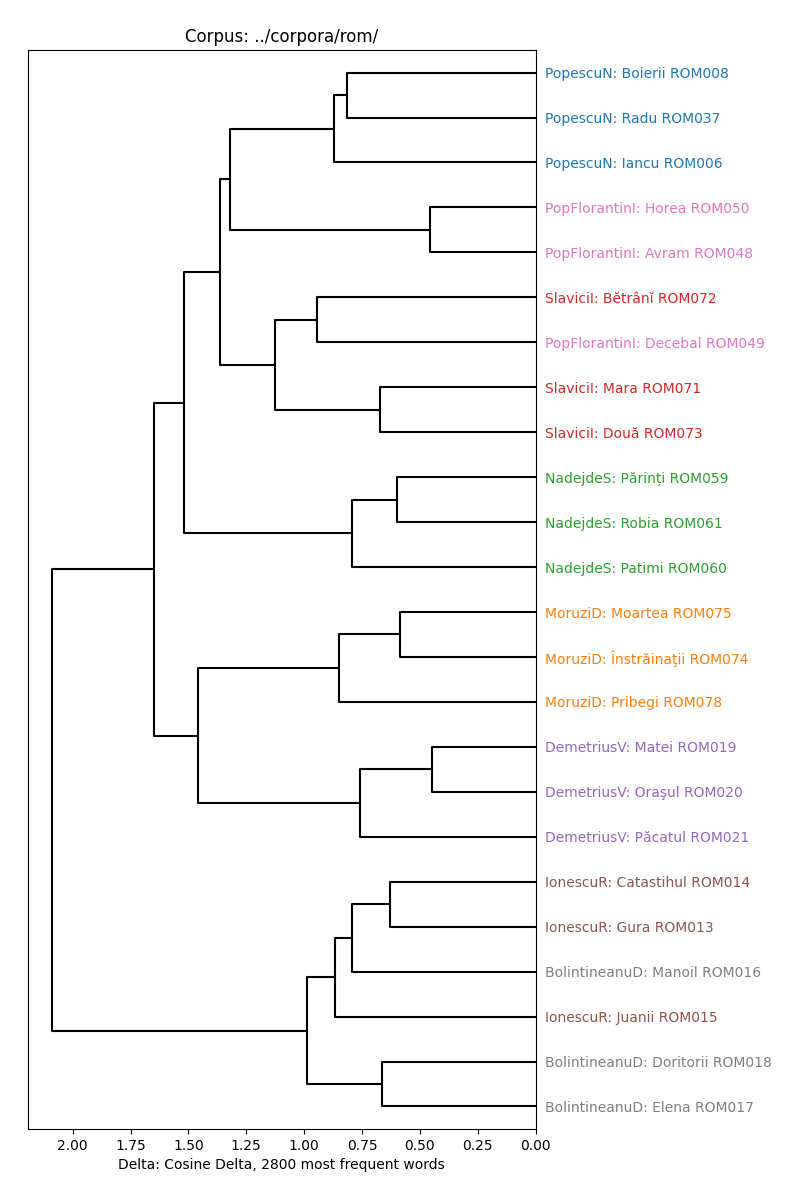 Corpus: ../corpora/rom/
PopescuN: Boierii ROM008
PopescuN: Radu ROM037
PopescuN: Iancu ROM006
PopFlorantinI: Horea ROM050
PopFlorantinI: Avram ROM048
SlaviciI: Bĕtrânĭ ROM072
PopFlorantinI: Decebal ROM049
SlaviciI: Mara ROM071
SlaviciI: Două ROM073
NadejdeS: Părinți ROM059
NadejdeS: Robia ROM061
NadejdeS: Patimi ROM060
MoruziD: Moartea ROM075
MoruziD: Înstrăinaţii ROM074
MoruziD: Pribegi ROM078
DemetriusV: Matei ROM019
DemetriusV: Oraşul ROM020
DemetriusV: Păcatul ROM021
IonescuR: Catastihul ROM014
IonescuR: Gura ROM013
BolintineanuD: Manoil ROM016
IonescuR: Juanii ROM015
BolintineanuD: Doritorii ROM018
BolintineanuD: Elena ROM017
2.00 1.75 1.50 1.25 1.00 0.75 0.50 0.25 0.00
Delta: Cosine Delta, 2800 most frequent words